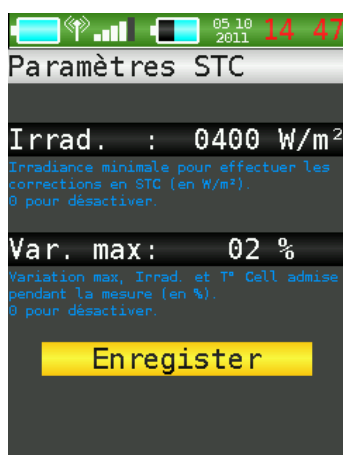 05 10
2011 14 47
Paramètres STC
Irrad. : 0400 W/m²
Irradiance minimale pour effectuer les
corrections en STC (en W/m²).
0 pour désactiver.
Var. max: 02 %
Variation max, Irrad. et T° Cell admise
pendant la mesure (en %).
0 pour désactiver.
Enregister